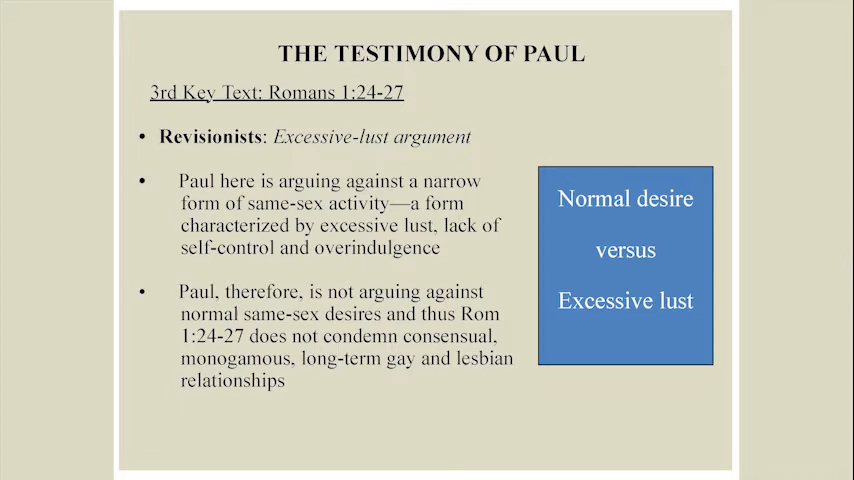 THE TESTIMONY OF PAUL
3rd Key Text: Romans 1:24-27
• Revisionists: Excessive-lust argument
• Paul here is arguing against a narrow
form of same-sex activity—a form
characterized by excessive lust, lack of
self-control and overindulgence
• Paul, therefore, is not arguing against
normal same-sex desires and thus Rom
1:24-27 does not condemn consensual,
monogamous, long-term gay and lesbian
relationships
Normal desire
versus
Excessive lust